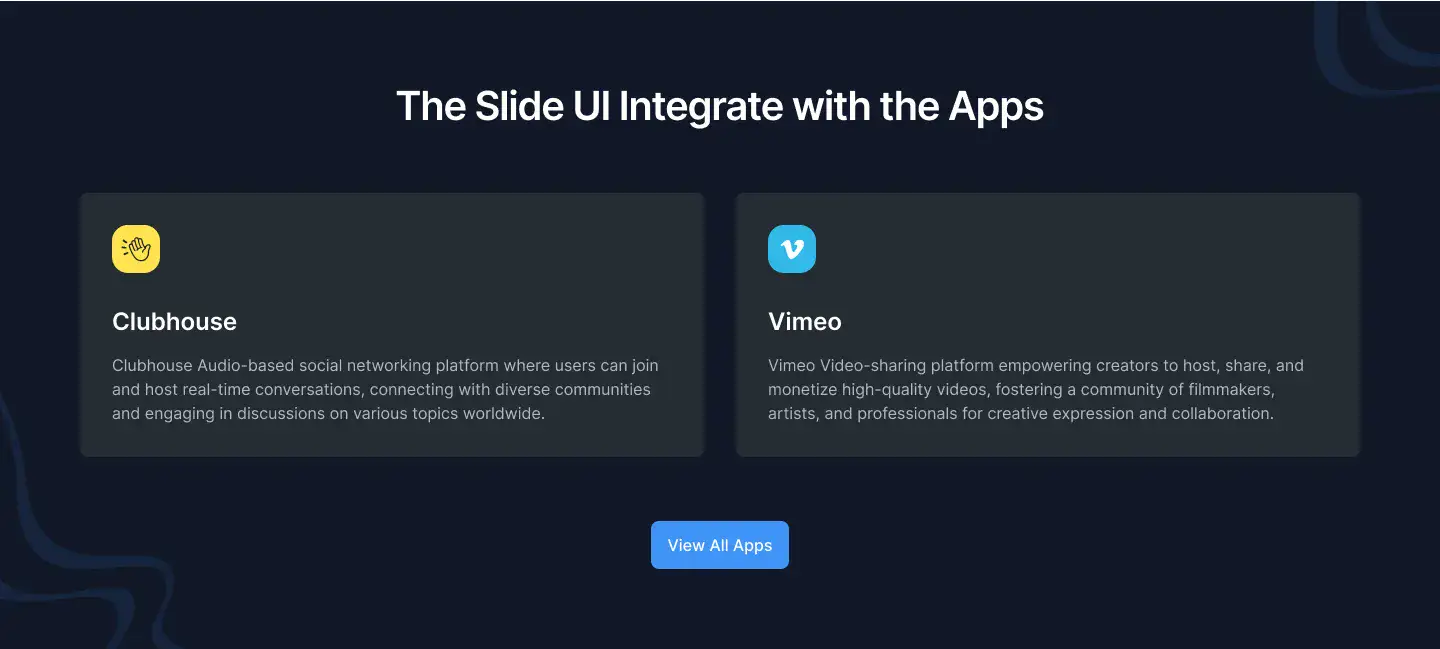 The Slide UI Integrate with the Apps
Clubhouse
Clubhouse Audio-based social networking platform where users can join
and host real-time conversations, connecting with diverse communities
and engaging in discussions on various topics worldwide.
Vimeo
Vimeo Video-sharing platform empowering creators to host, share, and
monetize high-quality videos, fostering a community of filmmakers,
artists, and professionals for creative expression and collaboration.
View All Apps